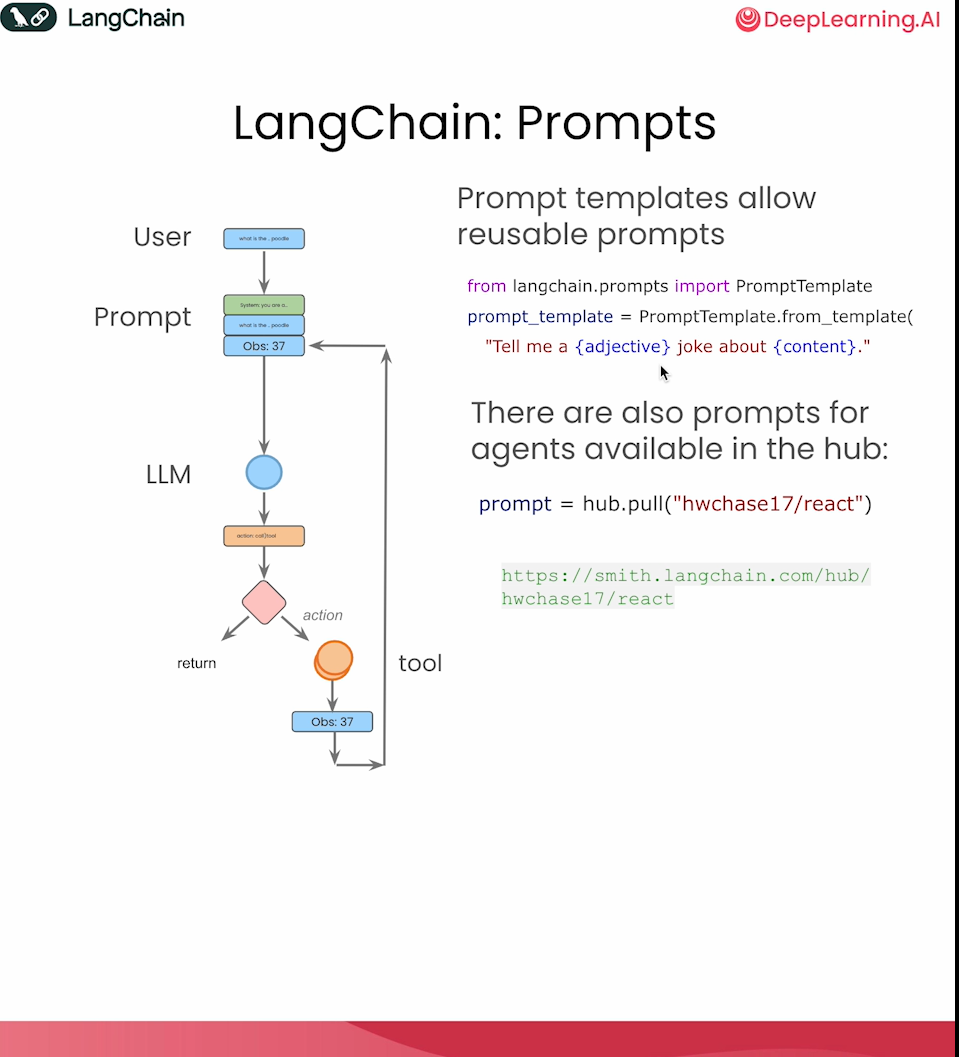 LangChain
DeepLearning.AI
LangChain: Prompts
Prompt templates allow
reusable prompts
from langchain.prompts import PromptTemplate
prompt_template = PromptTemplate.from_template(
"Tell me a {adjective} joke about {content}."
There are also prompts for
agents available in the hub:
prompt = hub.pull("hwchase17/react")
https://smith.langchain.com/hub/
hwchase17/react
User
what is the .. poodle
Prompt
System: you are a..
what is the .. poodle
Obs: 37
LLM
action: calQtool
action
return
tool
Obs: 37